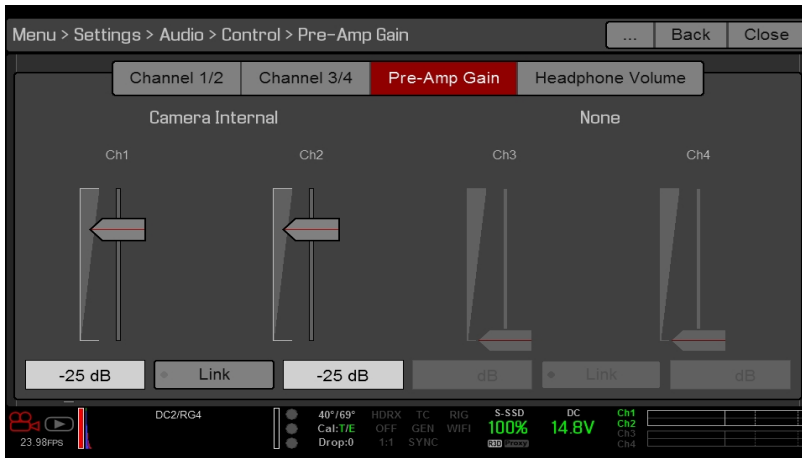 Menu > Settings > Audio > Control > Pre-Amp Gain ... Back Close
Channel 1/2 Channel 3/4 Pre-Amp Gain Headphone Volume
Camera Internal None
Ch1 Ch2 Ch3 Ch4
-25 dB Link -25 dB dB Link dB
DC2/RG4 40°/69° HDRX TC RIG S-SSD DC Ch1
Cal:T/E OFF GEN WIFI 100% 14.8V Ch2
23.98FPS Drop:0 1:1 SYNC R3D Proxy Ch3
Ch4